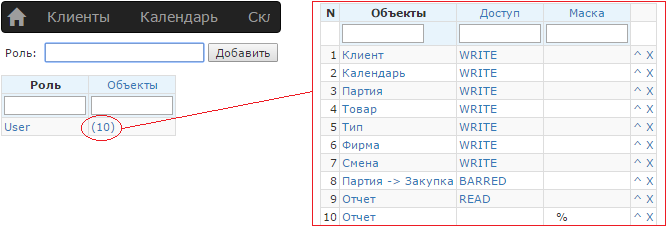 Клиенты Календарь Скл
Роль: Добавить
Роль Объекты
User (10)
N Объекты Доступ Маска
1 Клиент WRITE ^ X
2 Календарь WRITE ^ X
3 Партия WRITE ^ X
4 Товар WRITE ^ X
5 Тип WRITE ^ X
6 Фирма WRITE ^ X
7 Смена WRITE ^ X
8 Партия -> Закупка BARRED ^ X
9 Отчет READ ^ X
10 Отчет % ^ X